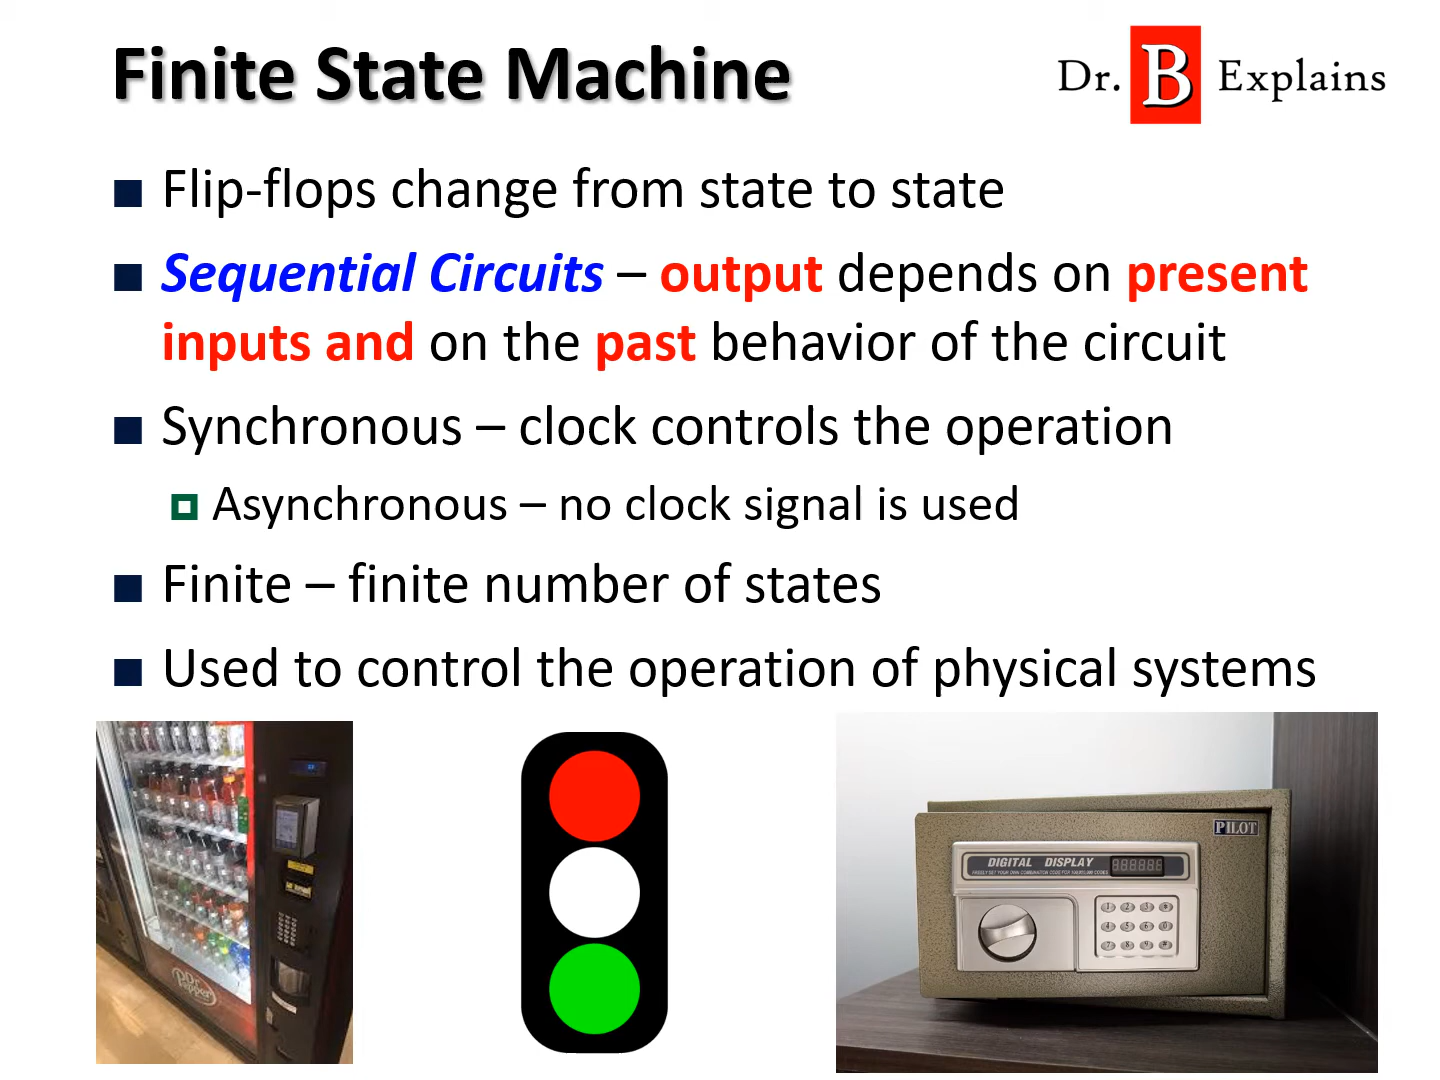 Finite State Machine
Dr. B Explains
Flip-flops change from state to state
Sequential Circuits – output depends on present
inputs and on the past behavior of the circuit
Synchronous – clock controls the operation
Asynchronous – no clock signal is used
Finite – finite number of states
Used to control the operation of physical systems
Dr Pepper
PILOT
DIGITAL DISPLAY